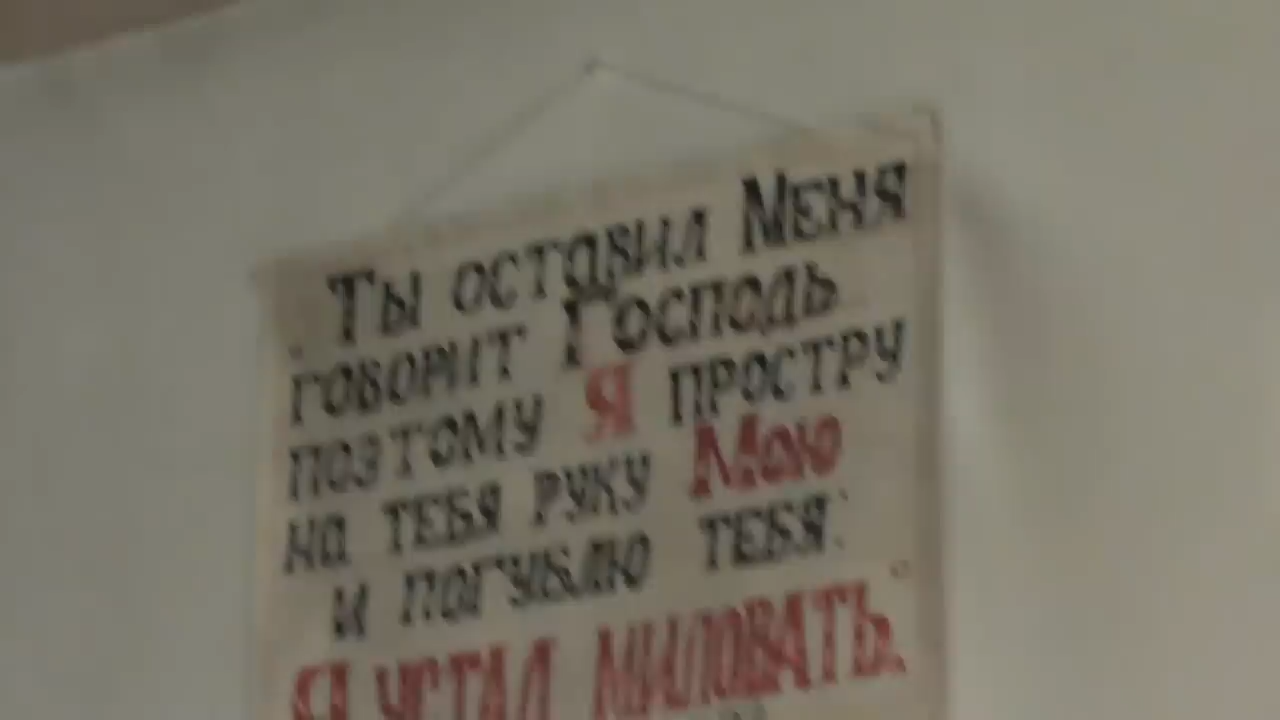 „Ты оставил Меня
говорит Господь
поэтому Я простру
на тебя руку Мою
и погублю тебя:
Я УСТАЛ МИЛОВАТЬ."